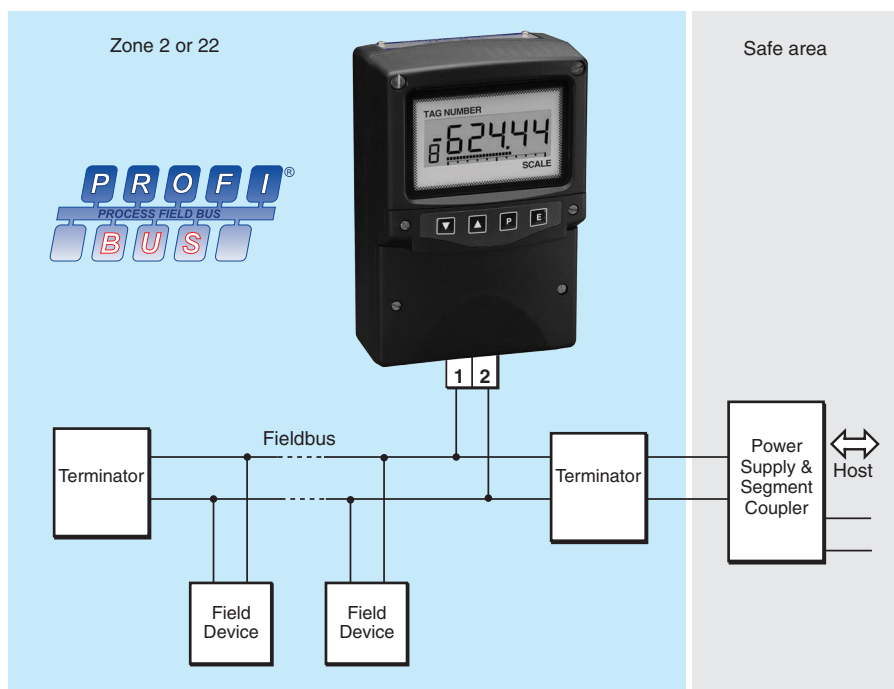 Zone 2 or 22
Safe area
TAG NUMBER
8
-624.44
SCALE
P
E
PROFI®
PROCESS FIELD BUS
BUS
1 2
Fieldbus
Terminator
Terminator
Power
Supply &
Segment
Coupler
Host
Field
Device
Field
Device